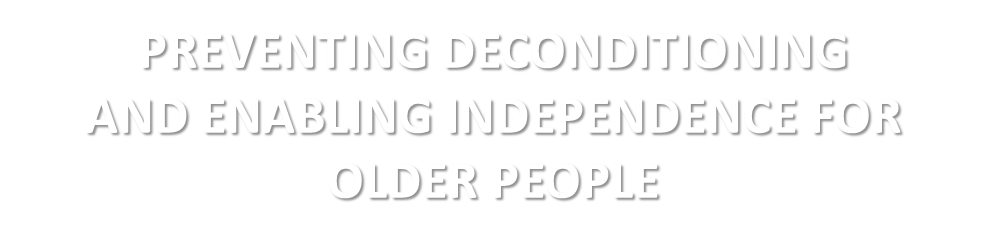 PREVENTING DECONDITIONING
AND ENABLING INDEPENDENCE FOR
OLDER PEOPLE